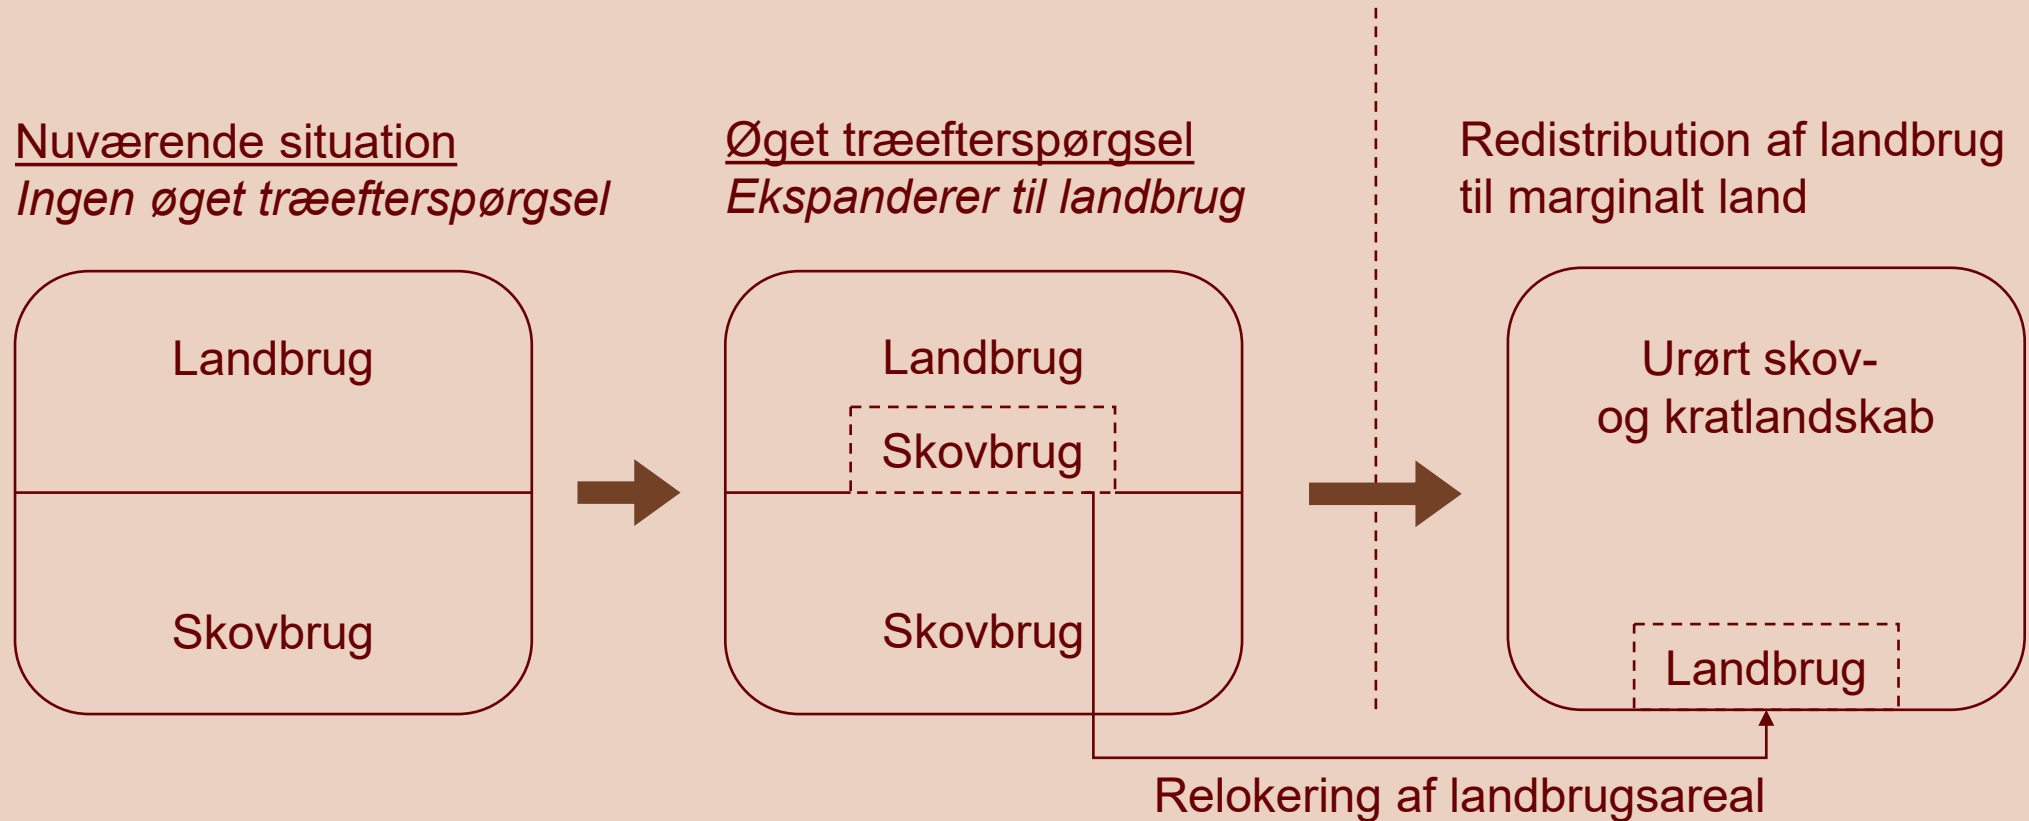 Nuværende situation
Ingen øget træefterspørgsel
Landbrug
Skovbrug
Øget træefterspørgsel
Ekspanderer til landbrug
Landbrug
Skovbrug
Skovbrug
Redistribution af landbrug
til marginalt land
Urørt skov-
og kratlandskab
Landbrug
Relokering af landbrugsareal